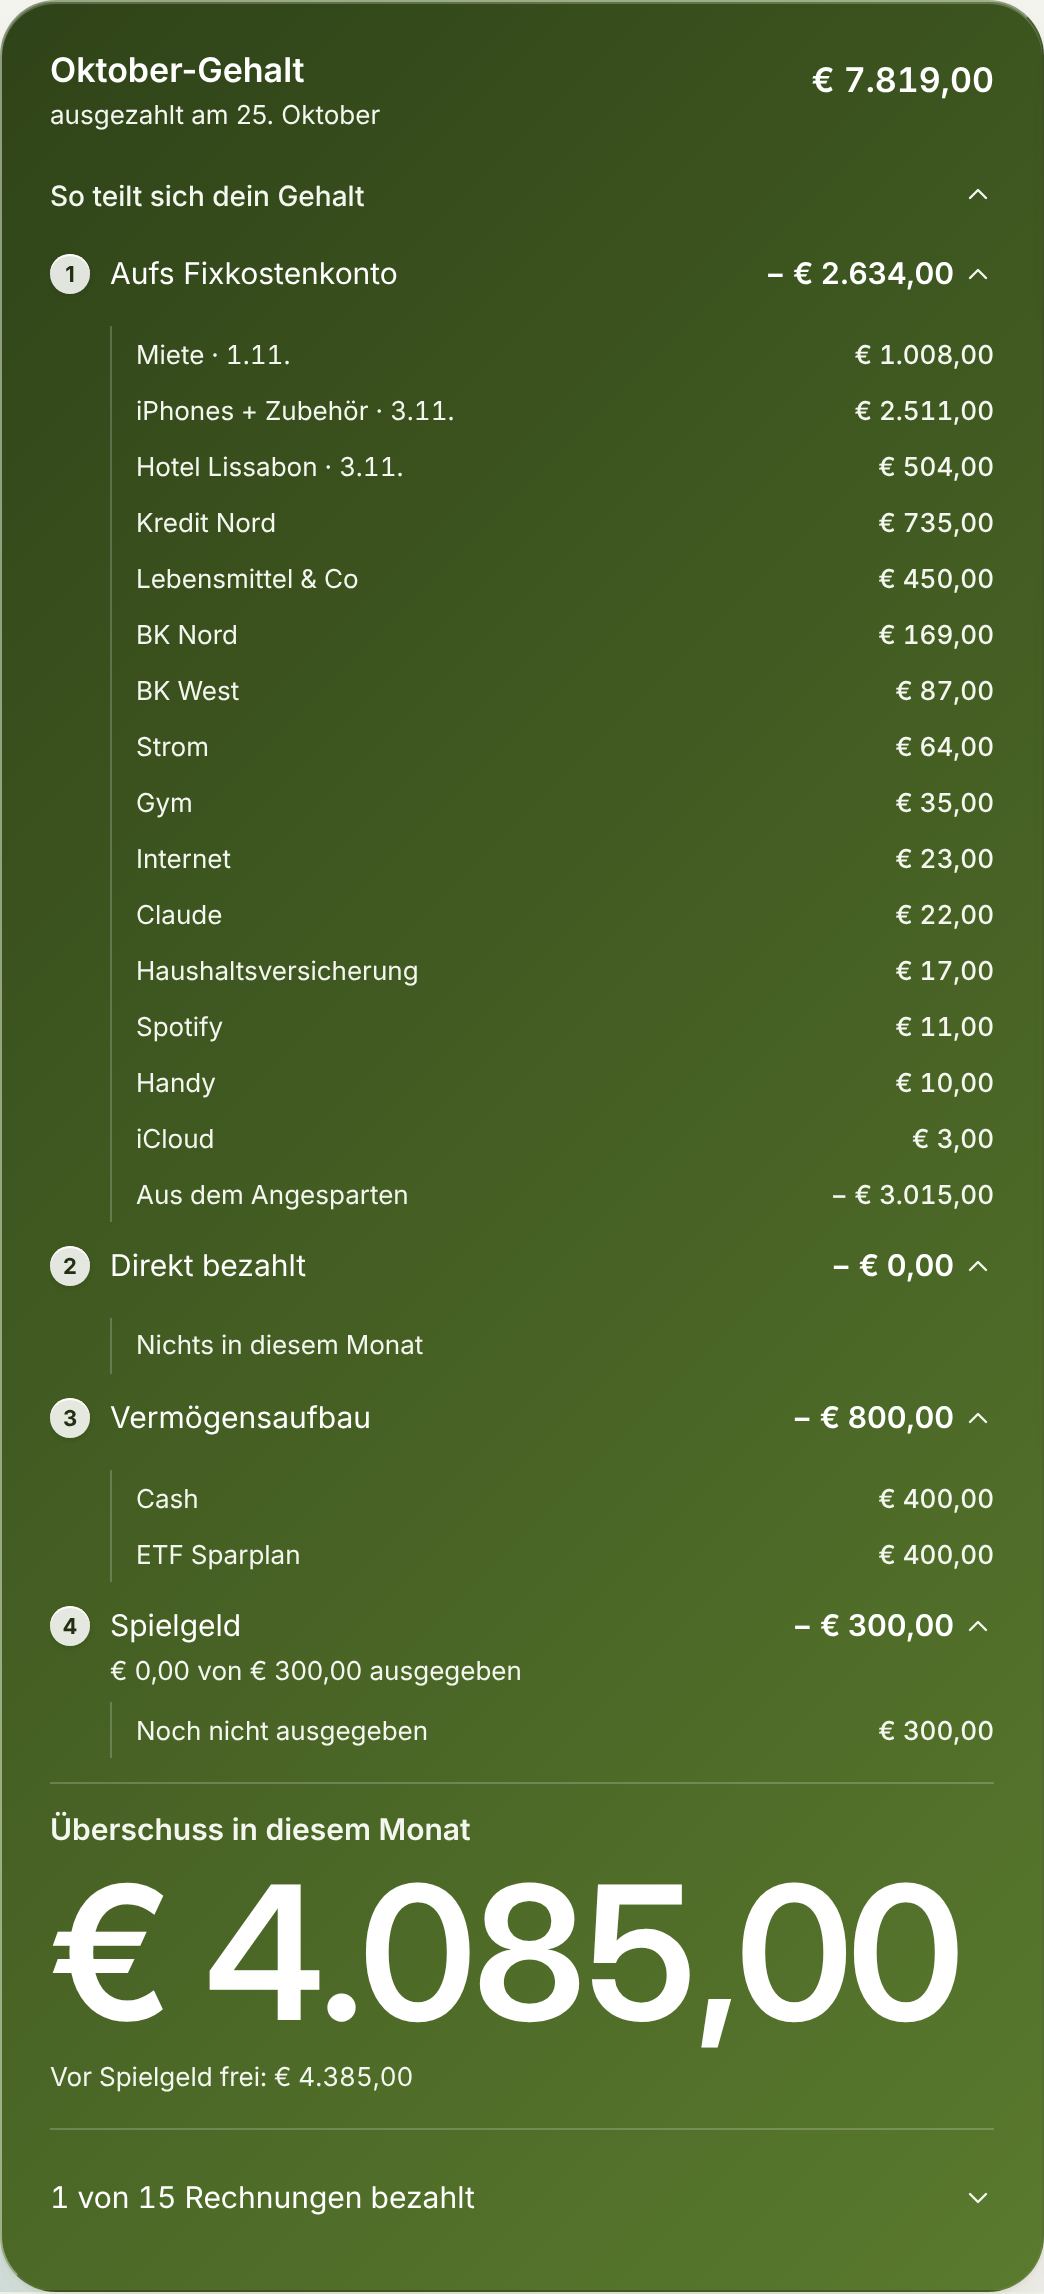 Oktober-Gehalt
ausgezahlt am 25. Oktober
€ 7.819,00
So teilt sich dein Gehalt
1 Aufs Fixkostenkonto – € 2.634,00
Miete · 1.11. € 1.008,00
iPhones + Zubehör · 3.11. € 2.511,00
Hotel Lissabon · 3.11. € 504,00
Kredit Nord € 735,00
Lebensmittel & Co € 450,00
BK Nord € 169,00
BK West € 87,00
Strom € 64,00
Gym € 35,00
Internet € 23,00
Claude € 22,00
Haushaltsversicherung € 17,00
Spotify € 11,00
Handy € 10,00
iCloud € 3,00
Aus dem Angesparten – € 3.015,00
2 Direkt bezahlt – € 0,00
Nichts in diesem Monat
3 Vermögensaufbau – € 800,00
Cash € 400,00
ETF Sparplan € 400,00
4 Spielgeld – € 300,00
€ 0,00 von € 300,00 ausgegeben
Noch nicht ausgegeben € 300,00
Überschuss in diesem Monat
€ 4.085,00
Vor Spielgeld frei: € 4.385,00
1 von 15 Rechnungen bezahlt